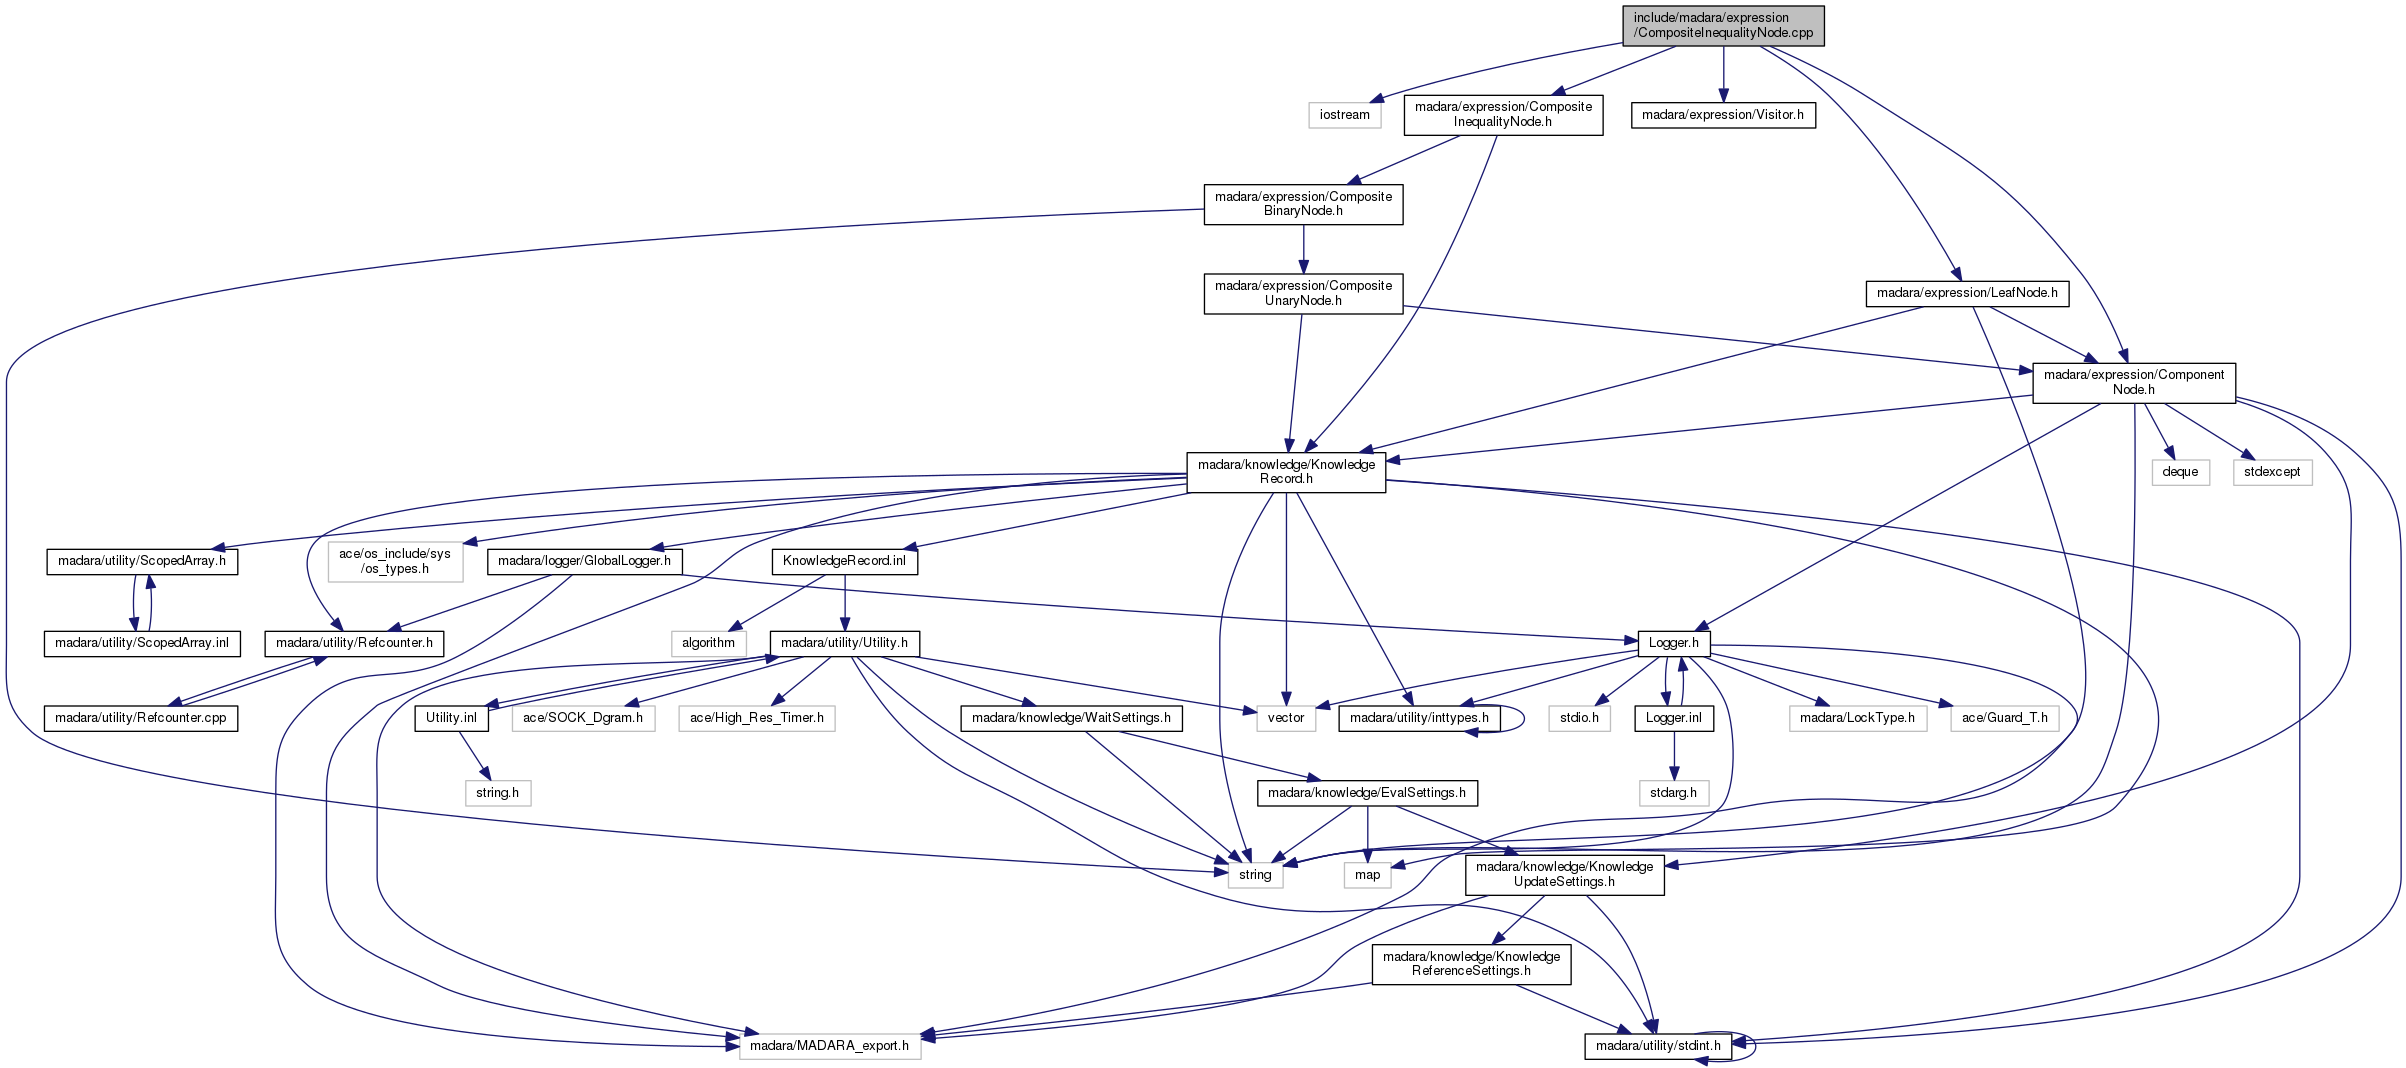 include/madara/expression
/CompositeInequalityNode.cpp
iostream
madara/expression/Composite
InequalityNode.h
madara/expression/Visitor.h
madara/expression/Composite
BinaryNode.h
madara/expression/Composite
UnaryNode.h
madara/expression/LeafNode.h
madara/expression/Component
Node.h
madara/knowledge/Knowledge
Record.h
deque
stdexcept
madara/utility/ScopedArray.h
ace/os_include/sys
/os_types.h
madara/logger/GlobalLogger.h
KnowledgeRecord.inl
madara/utility/ScopedArray.inl
madara/utility/Refcounter.h
algorithm
madara/utility/Utility.h
Logger.h
madara/utility/Refcounter.cpp
Utility.inl
ace/SOCK_Dgram.h
ace/High_Res_Timer.h
madara/knowledge/WaitSettings.h
vector
madara/utility/inttypes.h
stdio.h
Logger.inl
madara/LockType.h
ace/Guard_T.h
string.h
madara/knowledge/EvalSettings.h
stdarg.h
string
map
madara/knowledge/Knowledge
UpdateSettings.h
madara/knowledge/Knowledge
ReferenceSettings.h
madara/MADARA_export.h
madara/utility/stdint.h